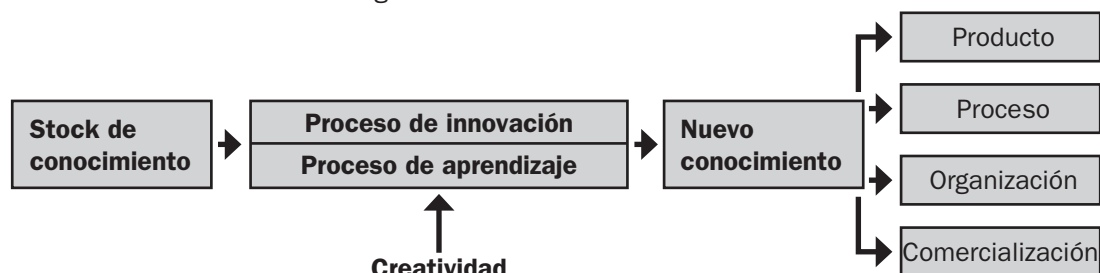 Stock de
conocimiento
Proceso de innovación
Proceso de aprendizaje
Creatividad
Nuevo
conocimiento
Producto
Proceso
Organización
Comercialización